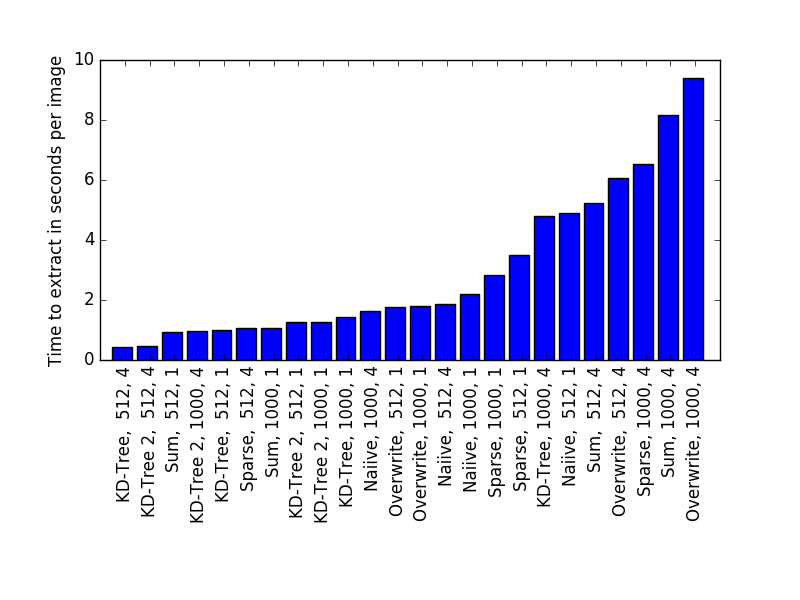 Time to extract in seconds per image
10
8
6
4
2
0
KD-Tree, 512, 4
KD-Tree 2, 512, 4
Sum, 512, 1
KD-Tree 2, 1000, 4
KD-Tree, 512, 1
Sparse, 512, 4
Sum, 1000, 1
KD-Tree 2, 512, 1
KD-Tree 2, 1000, 1
KD-Tree, 1000, 1
Naiive, 1000, 4
Overwrite, 512, 1
Overwrite, 1000, 1
Naiive, 512, 4
Naiive, 1000, 1
Sparse, 1000, 1
Sparse, 512, 1
KD-Tree, 1000, 4
Naiive, 512, 1
Sum, 512, 4
Overwrite, 512, 4
Sparse, 1000, 4
Sum, 1000, 4
Overwrite, 1000, 4